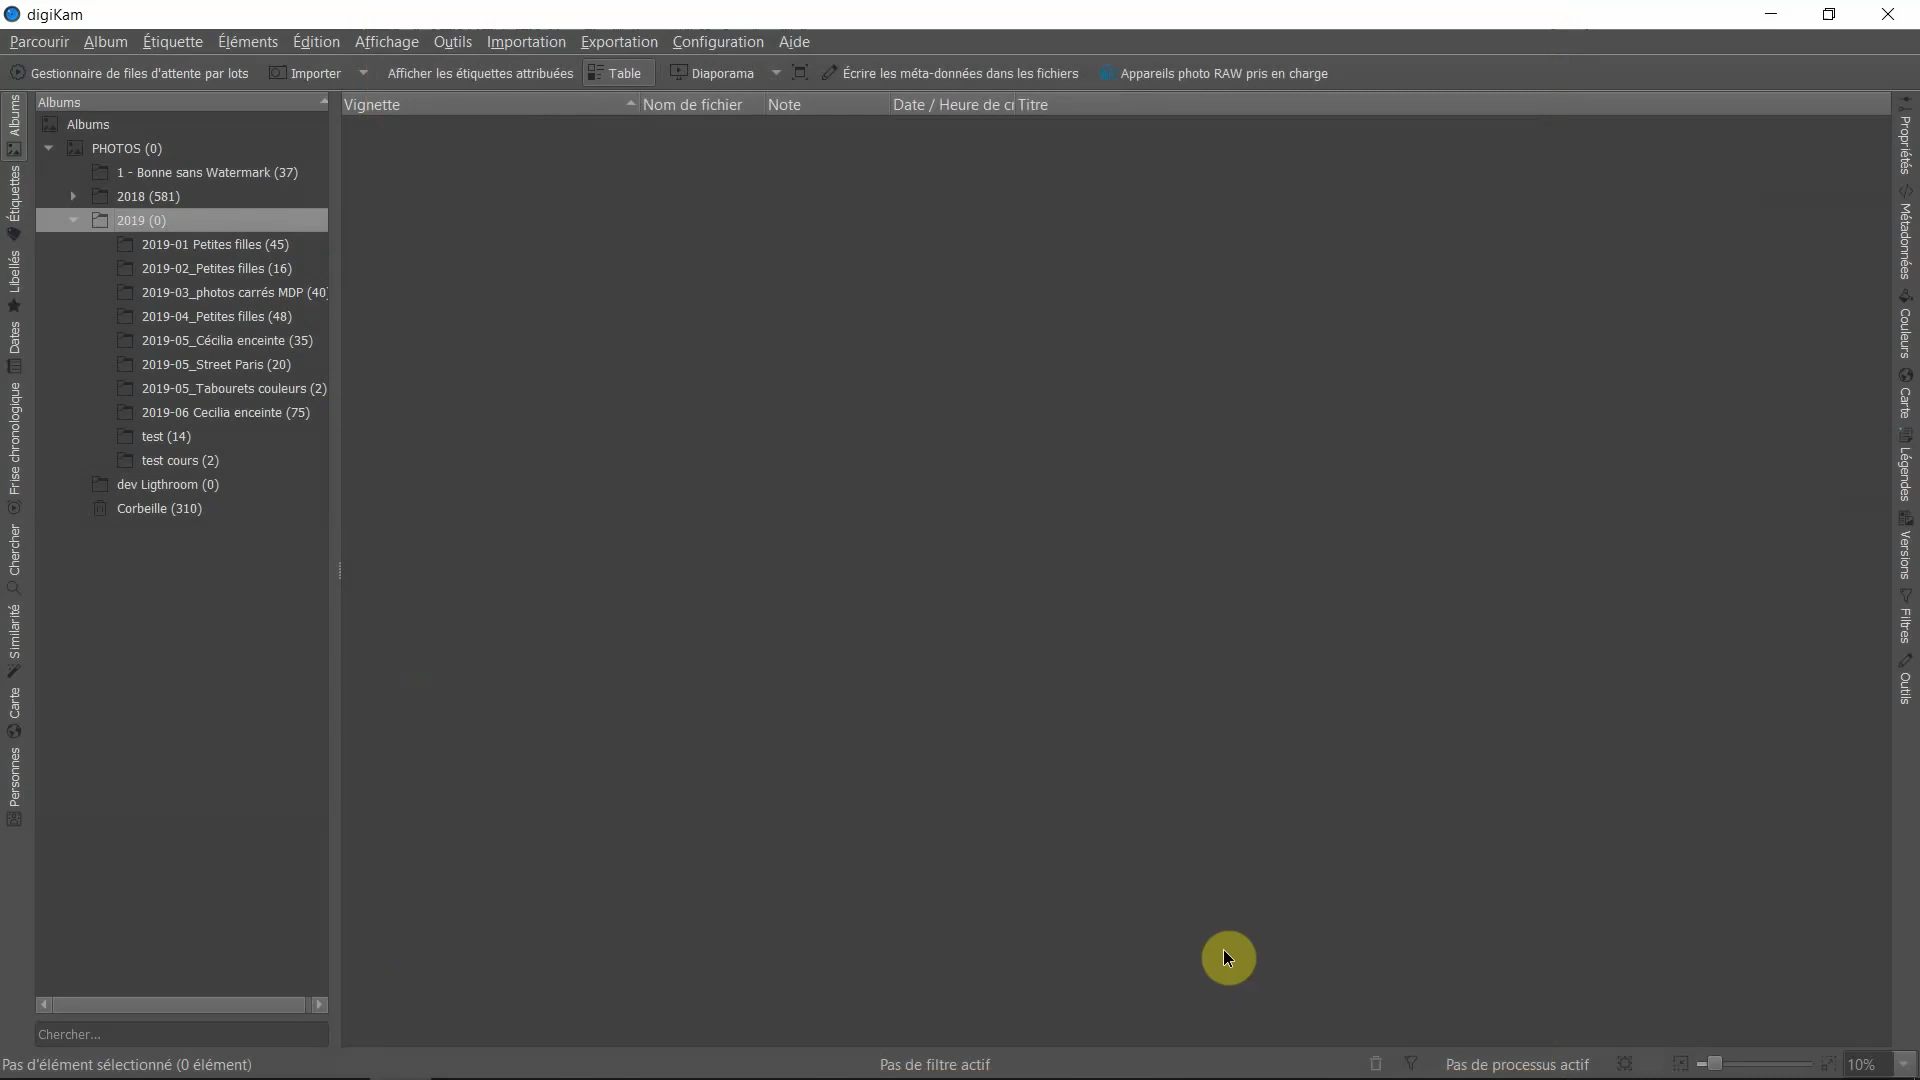 digiKam
Parcourir Album Étiquette Éléments Édition Affichage Outils Importation Exportation Configuration Aide
Gestionnaire de files d'attente par lots Importer Afficher les étiquettes attribuées Table Diaporama Écrire les méta-données dans les fichiers Appareils photo RAW pris en charge
Albums
Vignette Nom de fichier Note Date / Heure de cr Titre
Albums
PHOTOS (0)
1 - Bonne sans Watermark (37)
2018 (581)
2019 (0)
2019-01 Petites filles (45)
2019-02_Petites filles (16)
2019-03_photos carrés MDP (40)
2019-04_Petites filles (48)
2019-05_Cécilia enceinte (35)
2019-05_Street Paris (20)
2019-05_Tabourets couleurs (2)
2019-06 Cecilia enceinte (75)
test (14)
test cours (2)
dev Ligthroom (0)
Corbeille (310)
Albums
Étiquettes
Libellés
Dates
Frise chronologique
Chercher
Similarité
Carte
Personnes
Propriétés
Métadonnées
Couleurs
Carte
Légendes
Versions
Filtres
Outils
Chercher...
Pas d'élément sélectionné (0 élément) Pas de filtre actif Pas de processus actif 10%